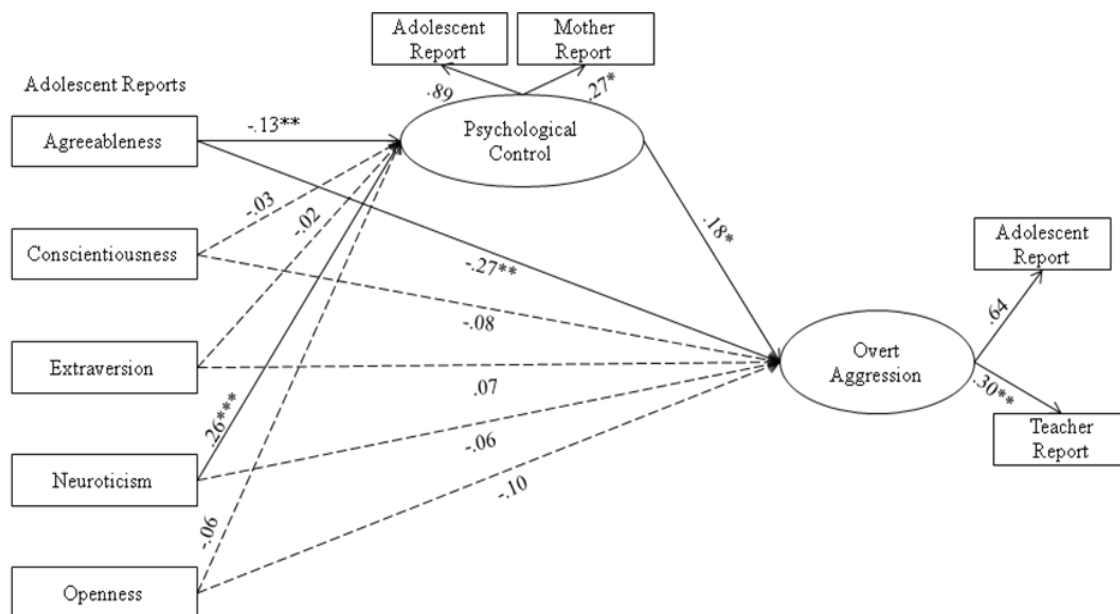 Adolescent
Report
Mother
Report
Adolescent Reports
.89
.27*
Agreeableness
-.13**
Psychological
Control
-.03
-.02
Conscientiousness
.18*
-.27**
Adolescent
Report
-.08
.64
Extraversion
Overt
Aggression
.07
.30**
.26***
-.06
Teacher
Report
Neuroticism
-.10
-.06
Openness